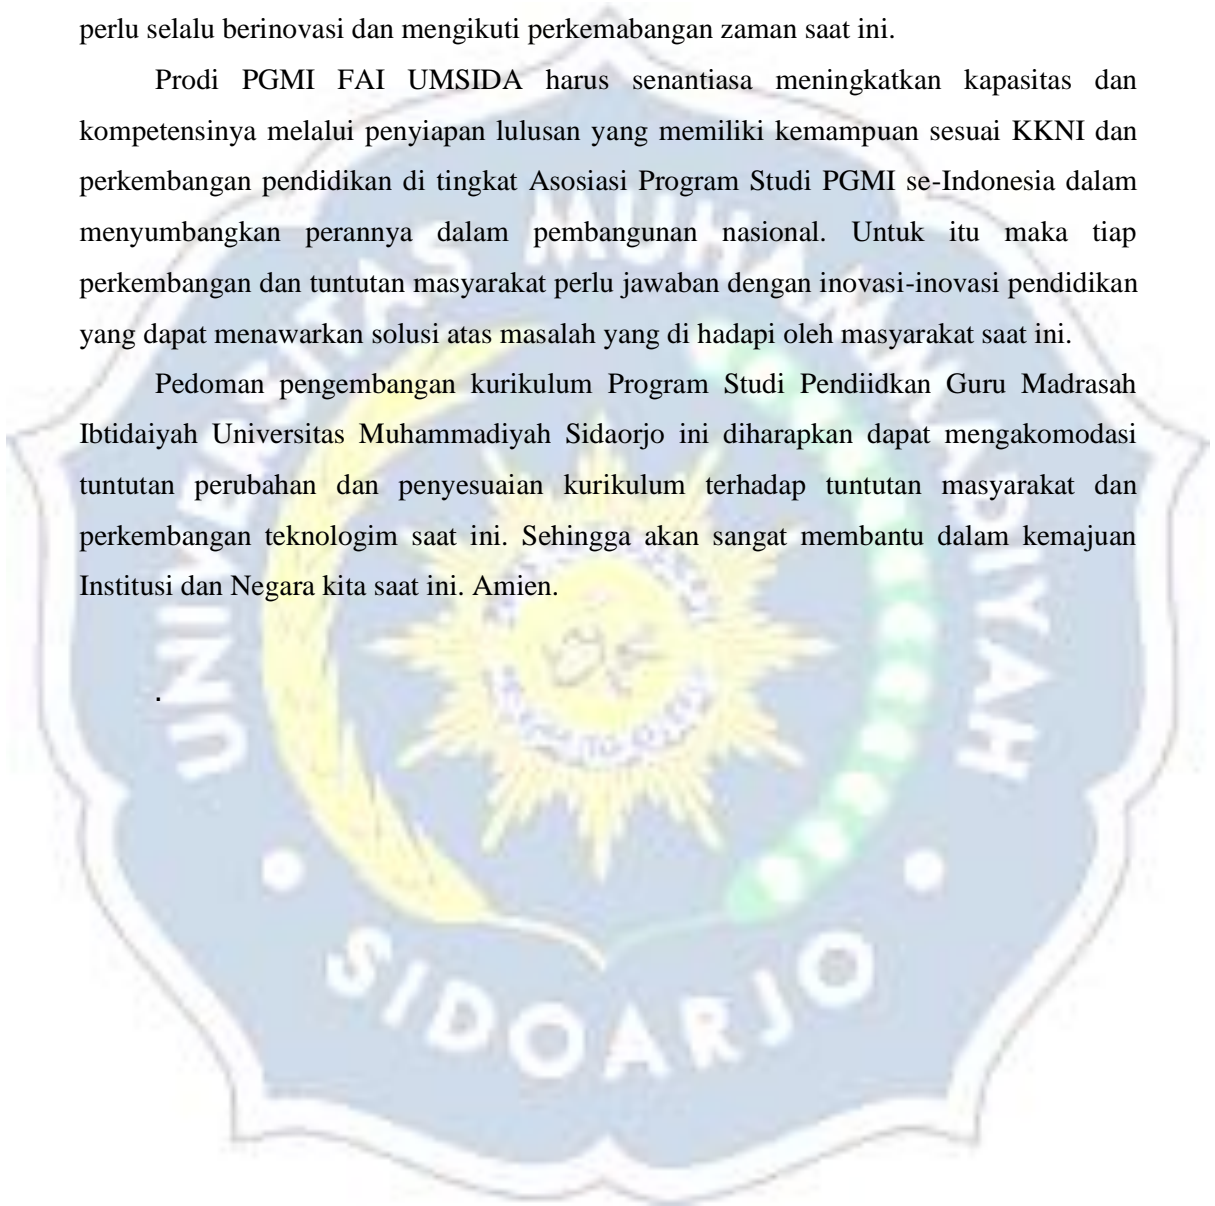 perlu selalu berinovasi dan mengikuti perkemabangan zaman saat ini.
Prodi PGMI FAI UMSIDA harus senantiasa meningkatkan kapasitas dan
kompetensinya melalui penyiapan lulusan yang memiliki kemampuan sesuai KKNI dan
perkembangan pendidikan di tingkat Asosiasi Program Studi PGMI se-Indonesia dalam
menyumbangkan perannya dalam pembangunan nasional. Untuk itu maka tiap
perkembangan dan tuntutan masyarakat perlu jawaban dengan inovasi-inovasi pendidikan
yang dapat menawarkan solusi atas masalah yang di hadapi oleh masyarakat saat ini.
Pedoman pengembangan kurikulum Program Studi Pendiidkan Guru Madrasah
Ibtidaiyah Universitas Muhammadiyah Sidaorjo ini diharapkan dapat mengakomodasi
tuntutan perubahan dan penyesuaian kurikulum terhadap tuntutan masyarakat dan
perkembangan teknologim saat ini. Sehingga akan sangat membantu dalam kemajuan
Institusi dan Negara kita saat ini. Amien.
.
UNIVERSITAS MUHAMMADIYAH
SIDOARJO